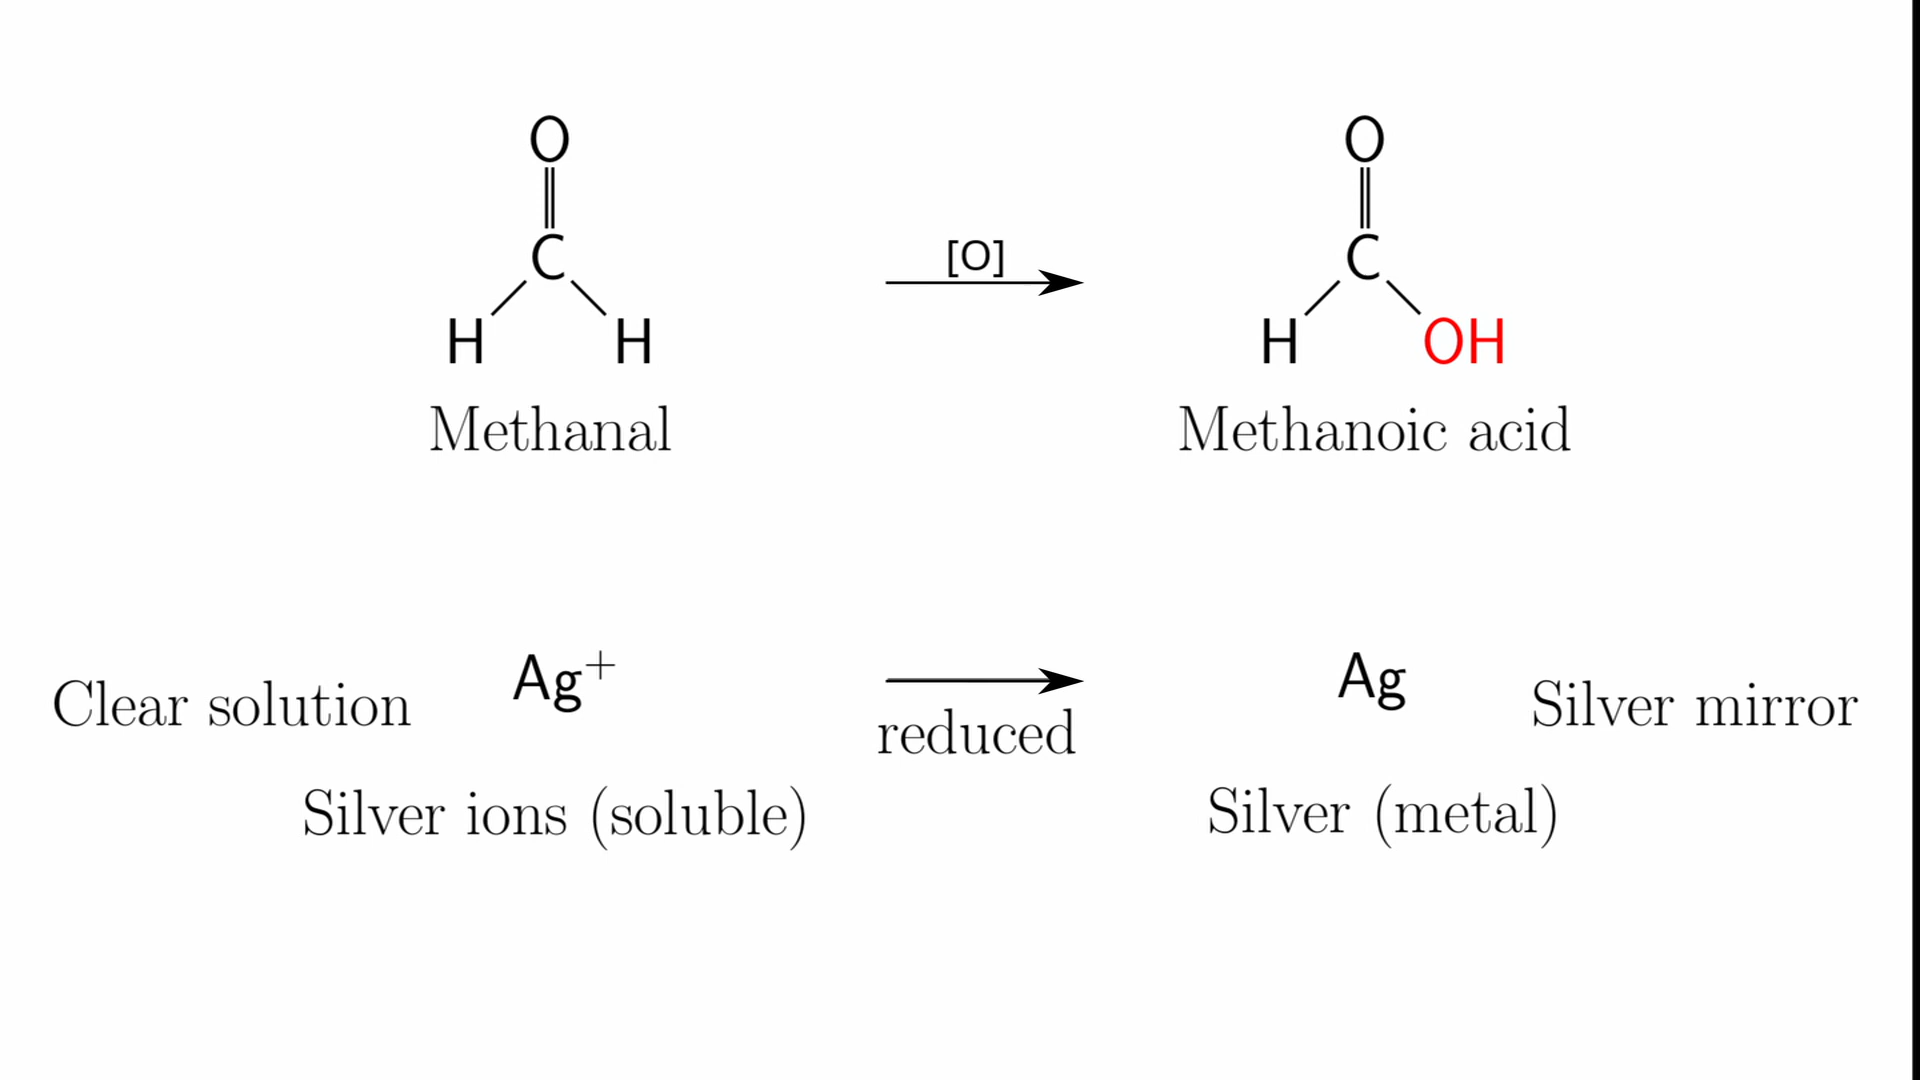 O
C
H H
Methanal
[O]
O
C
H OH
Methanoic acid
Clear solution Ag⁺
reduced
Ag Silver mirror
Silver ions (soluble)
Silver (metal)